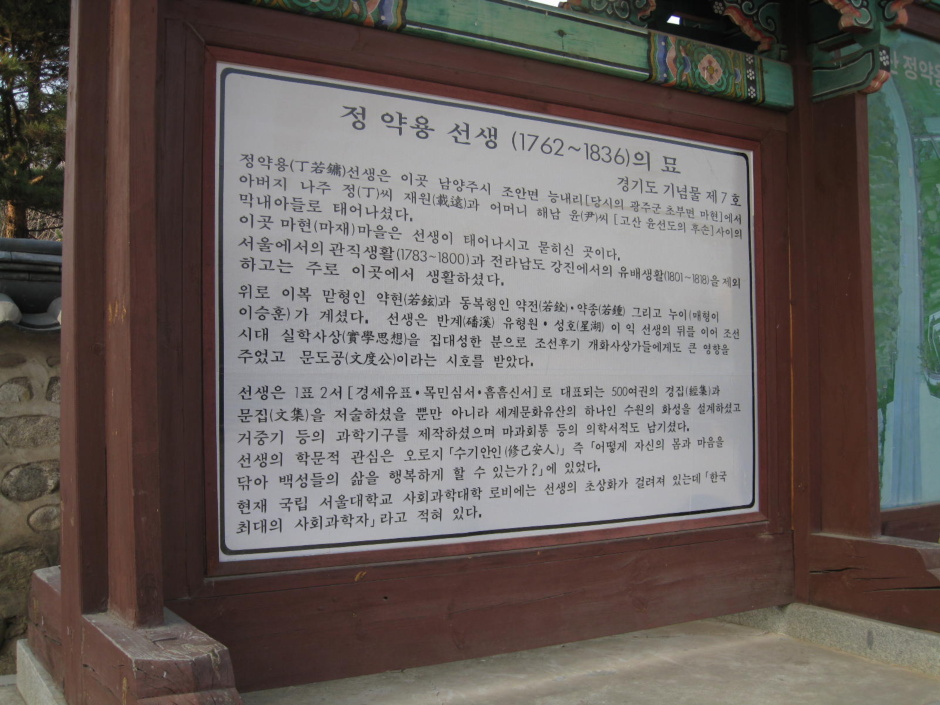 정약용 선생 (1762~1836)의 묘
경기도 기념물 제7호
정약용(丁若鏞)선생은 이곳 남양주시 조안면 능내리[당시의 광주군 초부면 마현]에서
아버지 나주 정(丁)씨 재원(載遠)과 어머니 해남 윤(尹)씨 [고산 윤선도의 후손]사이의
막내아들로 태어나셨다.
이곳 마현(마재)마을은 선생이 태어나시고 묻히신 곳이다.
서울에서의 관직생활(1783~1800)과 전라남도 강진에서의 유배생활(1801~1818)을 제외
하고는 주로 이곳에서 생활하셨다.
위로 이복 맏형인 약현(若鉉)과 동복형인 약전(若銓)·약종(若鍾) 그리고 누이(매형이
이승훈)가 계셨다. 선생은 반계(磻溪) 유형원·성호(星湖) 이익 선생의 뒤를 이어 조선
시대 실학사상(實學思想)을 집대성한 분으로 조선후기 개화사상가들에게도 큰 영향을
주었고 문도공(文度公)이라는 시호를 받았다.
선생은 1표 2서[경세유표·목민심서·흠흠신서]로 대표되는 500여권의 경집(經集)과
문집(文集)을 저술하셨을 뿐만 아니라 세계문화유산의 하나인 수원의 화성을 설계하셨고
거중기 등의 과학기구를 제작하셨으며 마과회통 등의 의학서적도 남기셨다.
선생의 학문적 관심은 오로지「수기안인(修己安人)」즉「어떻게 자신의 몸과 마음을
닦아 백성들의 삶을 행복하게 할 수 있는가?」에 있었다.
현재 국립 서울대학교 사회과학대학 로비에는 선생의 초상화가 걸려져 있는데「한국
최대의 사회과학자」라고 적혀 있다.
정약용